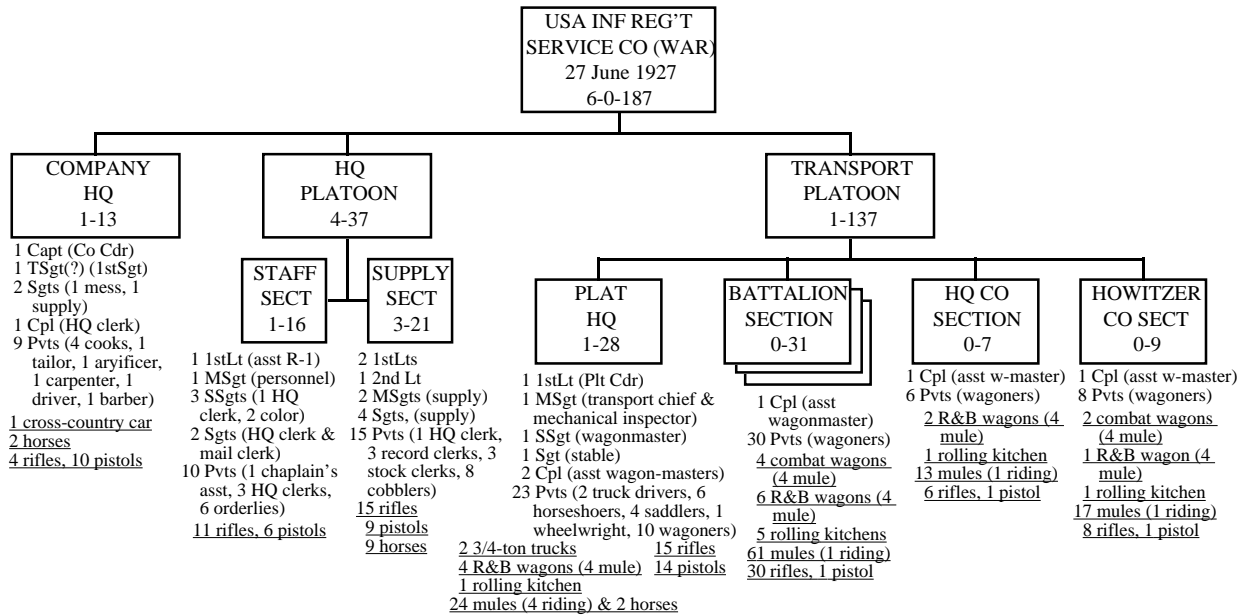 USA INF REG'T
SERVICE CO (WAR)
27 June 1927
6-0-187
COMPANY
HQ
1-13
1 Capt (Co Cdr)
1 TSgt(?) (1stSgt)
2 Sgts (1 mess, 1
supply)
1 Cpl (HQ clerk)
9 Pvts (4 cooks, 1
tailor, 1 aryificer,
1 carpenter, 1
driver, 1 barber)
1 cross-country car
2 horses
4 rifles, 10 pistols
HQ
PLATOON
4-37
STAFF
SECT
1-16
1 1stLt (asst R-1)
1 MSgt (personnel)
3 SSgts (1 HQ
clerk, 2 color)
2 Sgts (HQ clerk &
mail clerk)
10 Pvts (1 chaplain's
asst, 3 HQ clerks,
6 orderlies)
11 rifles, 6 pistols
SUPPLY
SECT
3-21
2 1stLts
1 2nd Lt
2 MSgts (supply)
4 Sgts, (supply)
15 Pvts (1 HQ clerk,
3 record clerks, 3
stock clerks, 8
cobblers)
15 rifles
9 pistols
9 horses
TRANSPORT
PLATOON
1-137
PLAT
HQ
1-28
1 1stLt (Plt Cdr)
1 MSgt (transport chief &
mechanical inspector)
1 SSgt (wagonmaster)
1 Sgt (stable)
2 Cpl (asst wagon-masters)
23 Pvts (2 truck drivers, 6
horseshoers, 4 saddlers, 1
wheelwright, 10 wagoners)
2 3/4-ton trucks
4 R&B wagons (4 mule)
1 rolling kitchen
24 mules (4 riding) & 2 horses
15 rifles
14 pistols
BATTALION
SECTION
0-31
1 Cpl (asst
wagonmaster)
30 Pvts (wagoners)
4 combat wagons
(4 mule)
6 R&B wagons (4
mule)
5 rolling kitchens
61 mules (1 riding)
30 rifles, 1 pistol
HQ CO
SECTION
0-7
1 Cpl (asst w-master)
6 Pvts (wagoners)
2 R&B wagons (4
mule)
1 rolling kitchen
13 mules (1 riding)
6 rifles, 1 pistol
HOWITZER
CO SECT
0-9
1 Cpl (asst w-master)
8 Pvts (wagoners)
2 combat wagons
(4 mule)
1 R&B wagon (4
mule)
1 rolling kitchen
17 mules (1 riding)
8 rifles, 1 pistol